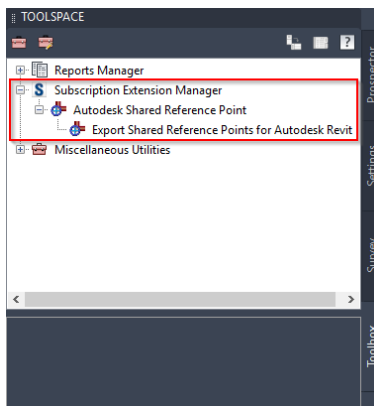 TOOLSPACE
?
Reports Manager
S Subscription Extension Manager
Autodesk Shared Reference Point
Export Shared Reference Points for Autodesk Revit
Miscellaneous Utilities
Prospector
Settings
Survey
Toolbox